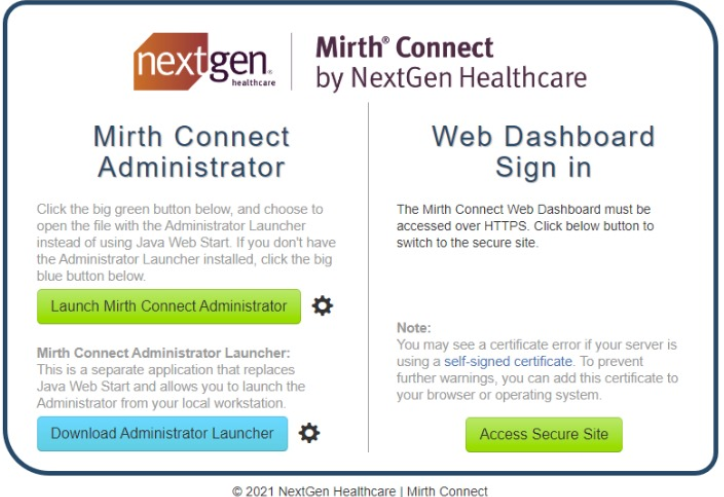 nextgen
healthcare
Mirth® Connect
by NextGen Healthcare
Mirth Connect
Administrator
Click the big green button below, and choose to
open the file with the Administrator Launcher
instead of using Java Web Start. If you don't have
the Administrator Launcher installed, click the big
blue button below.
Launch Mirth Connect Administrator
Mirth Connect Administrator Launcher:
This is a separate application that replaces
Java Web Start and allows you to launch the
Administrator from your local workstation.
Download Administrator Launcher
Web Dashboard
Sign in
The Mirth Connect Web Dashboard must be
accessed over HTTPS. Click below button to
switch to the secure site.
Note:
You may see a certificate error if your server is
using a self-signed certificate. To prevent
further warnings, you can add this certificate to
your browser or operating system.
Access Secure Site
© 2021 NextGen Healthcare | Mirth Connect